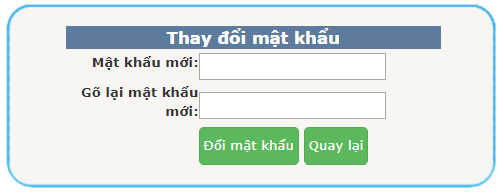 Thay đổi mật khẩu
Mật khẩu mới:
Gõ lại mật khẩu
mới:
Đổi mật khẩu Quay lại